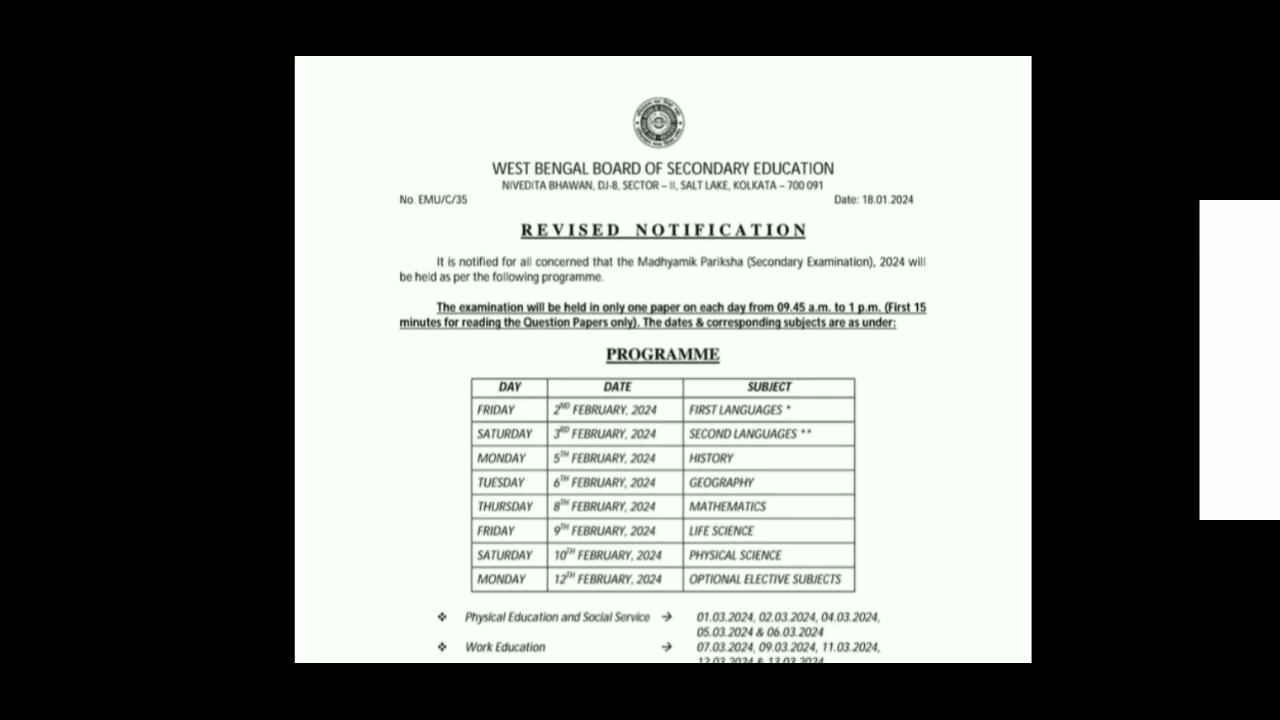 WEST BENGAL BOARD OF SECONDARY EDUCATION
NIVEDITA BHAWAN, DJ-8, SECTOR – II, SALT LAKE, KOLKATA – 700 091
No. EMU/C/35 Date: 18.01.2024
REVISED NOTIFICATION
It is notified for all concerned that the Madhyamik Pariksha (Secondary Examination), 2024 will
be held as per the following programme.
The examination will be held in only one paper on each day from 09.45 a.m. to 1 p.m. (First 15
minutes for reading the Question Papers only). The dates & corresponding subjects are as under:
PROGRAMME
DAY DATE SUBJECT
FRIDAY 2ND FEBRUARY, 2024 FIRST LANGUAGES *
SATURDAY 3RD FEBRUARY, 2024 SECOND LANGUAGES **
MONDAY 5TH FEBRUARY, 2024 HISTORY
TUESDAY 6TH FEBRUARY, 2024 GEOGRAPHY
THURSDAY 8TH FEBRUARY, 2024 MATHEMATICS
FRIDAY 9TH FEBRUARY, 2024 LIFE SCIENCE
SATURDAY 10TH FEBRUARY, 2024 PHYSICAL SCIENCE
MONDAY 12TH FEBRUARY, 2024 OPTIONAL ELECTIVE SUBJECTS
❖ Physical Education and Social Service → 01.03.2024, 02.03.2024, 04.03.2024,
05.03.2024 & 06.03.2024
❖ Work Education → 07.03.2024, 09.03.2024, 11.03.2024,
12.03.2024 & 13.03.2024